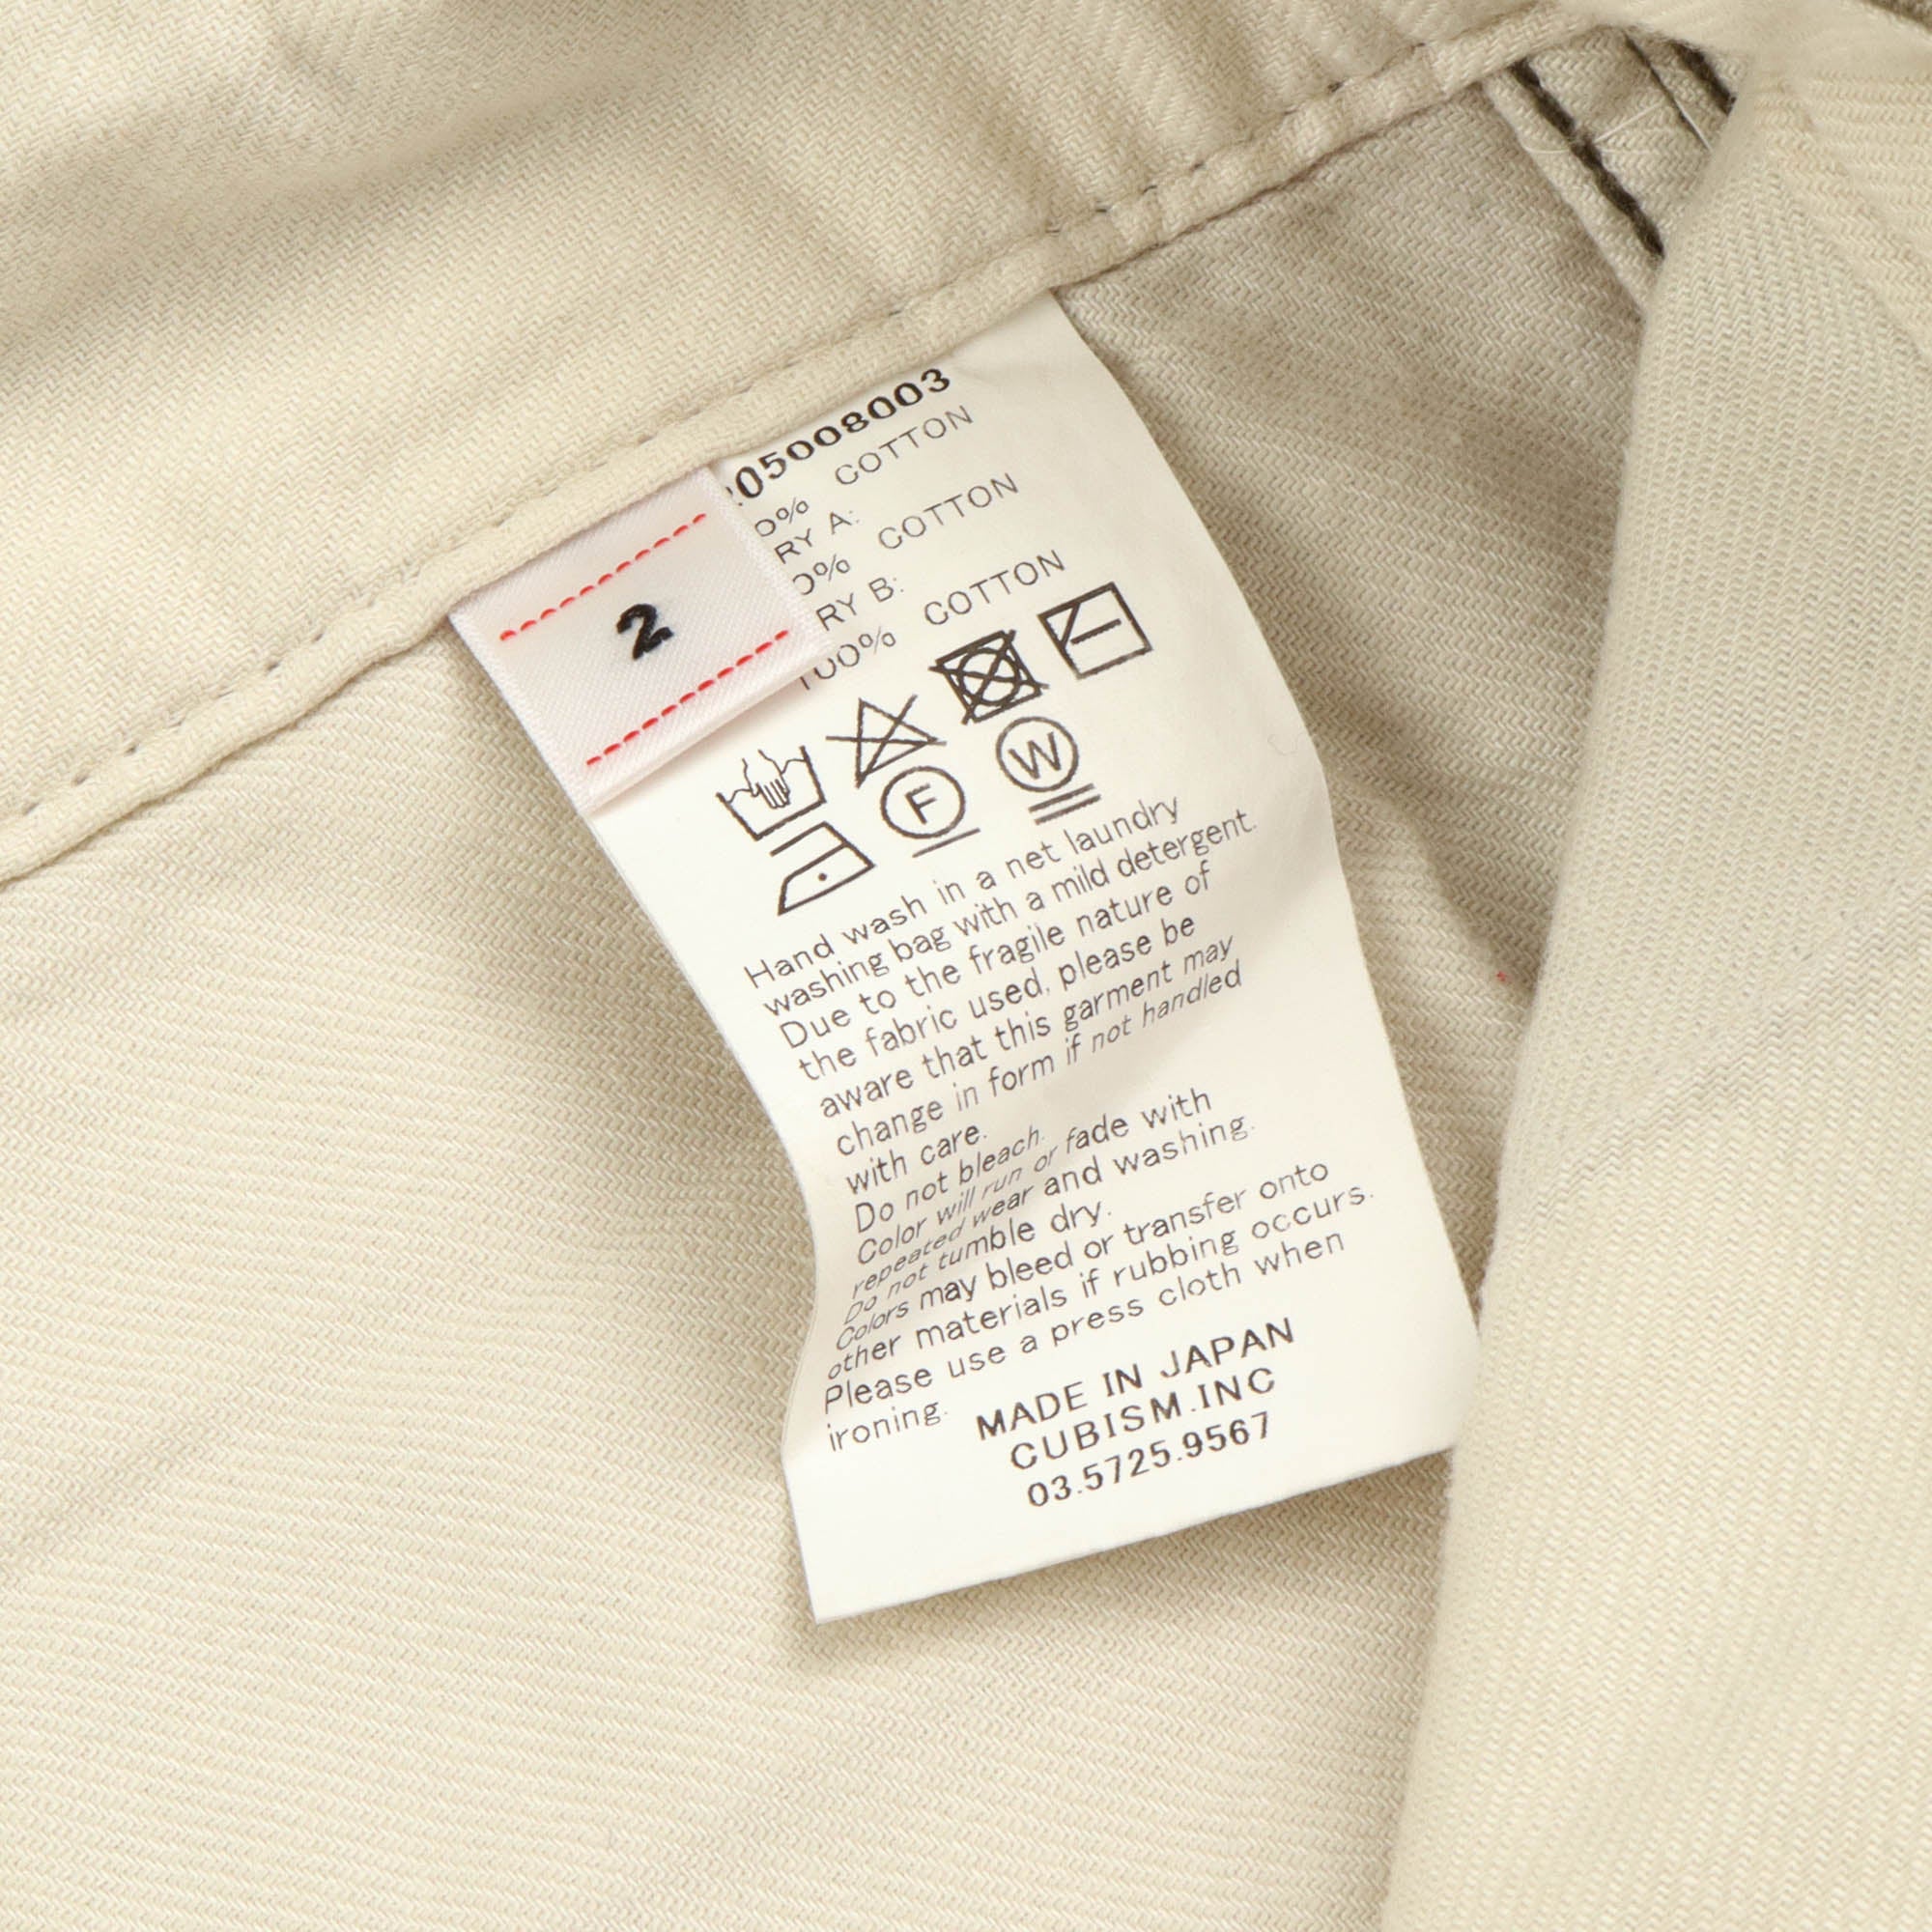 2
05008003
0% COTTON
RY A:
0% COTTON
RY B:
100% COTTON
F
W
Hand wash in a net laundry
washing bag with a mild detergent.
Due to the fragile nature of
the fabric used, please be
aware that this garment may
change in form if not handled
with care.
Do not bleach.
Color will run or fade with
repeated wear and washing.
Do not tumble dry.
Colors may bleed or transfer onto
other materials if rubbing occurs.
Please use a press cloth when
ironing.
MADE IN JAPAN
CUBISM.INC
03.5725.9567